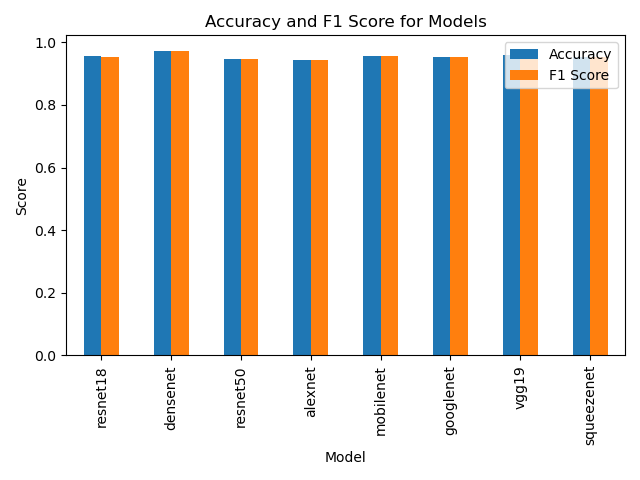 Accuracy and F1 Score for Models
Accuracy
F1 Score
Score
1.0
0.8
0.6
0.4
0.2
0.0
resnet18
densenet
resnet50
alexnet
mobilenet
googlenet
vgg19
squeezenet
Model